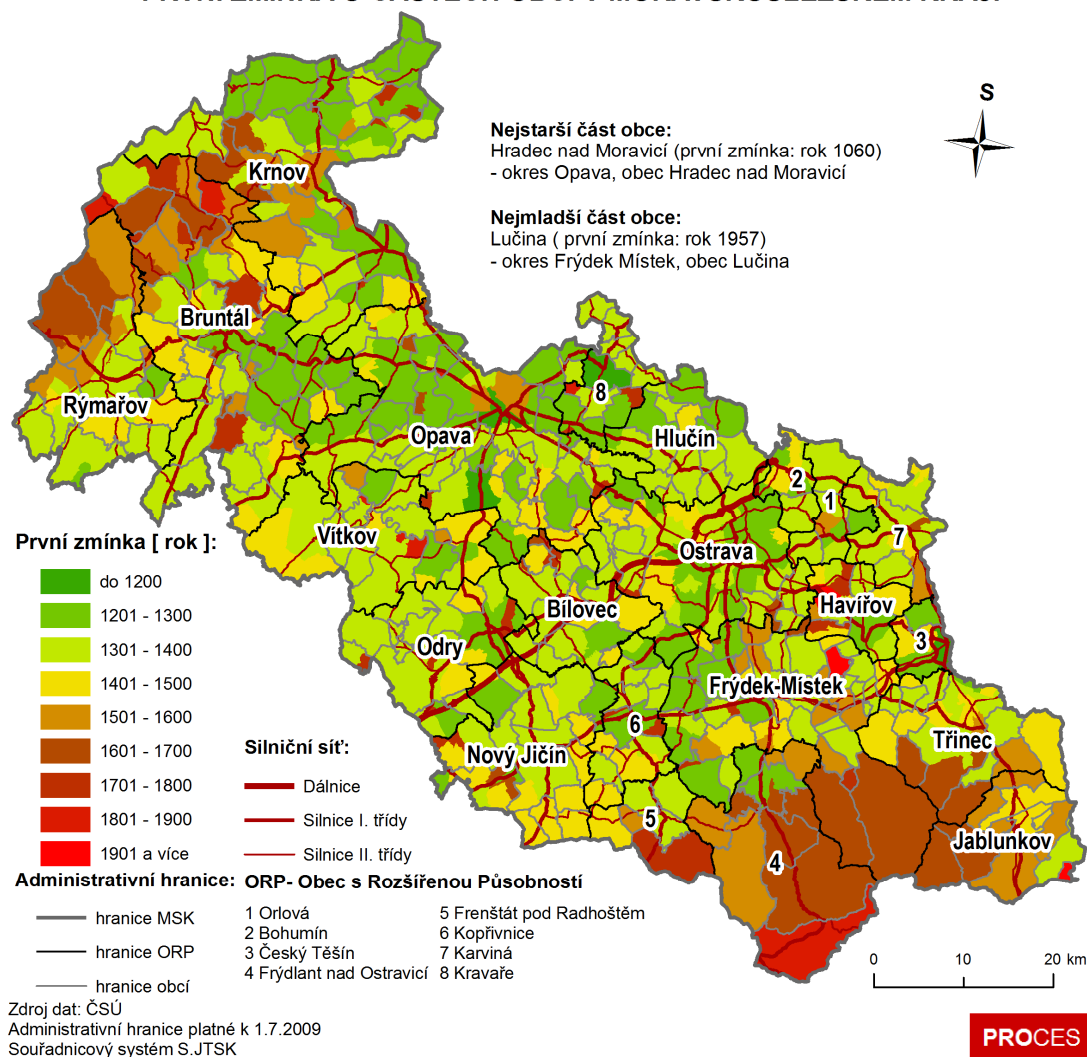 S
Nejstarší část obce:
Hradec nad Moravicí (první zmínka: rok 1060)
- okres Opava, obec Hradec nad Moravicí
Nejmladší část obce:
Lučina ( první zmínka: rok 1957)
- okres Frýdek Místek, obec Lučina
Krnov
Bruntál
Rýmařov
8
Opava
Hlučín
2
1
Vítkov
Ostrava
7
Bílovec
Havířov
Odry
3
Frýdek-Místek
6
Třinec
Nový Jičín
5
Jablunkov
4
První zmínka [ rok ]:
do 1200
1201 - 1300
1301 - 1400
1401 - 1500
1501 - 1600
1601 - 1700
1701 - 1800
1801 - 1900
1901 a více
Silniční síť:
Dálnice
Silnice I. třídy
Silnice II. třídy
Administrativní hranice:
hranice MSK
hranice ORP
hranice obcí
ORP- Obec s Rozšířenou Působností
1 Orlová
2 Bohumín
3 Český Těšín
4 Frýdlant nad Ostravicí
5 Frenštát pod Radhoštěm
6 Kopřivnice
7 Karviná
8 Kravaře
0 10 20 km
Zdroj dat: ČSÚ
Administrativní hranice platné k 1.7.2009
Souřadnicový systém S.JTSK
PROCES